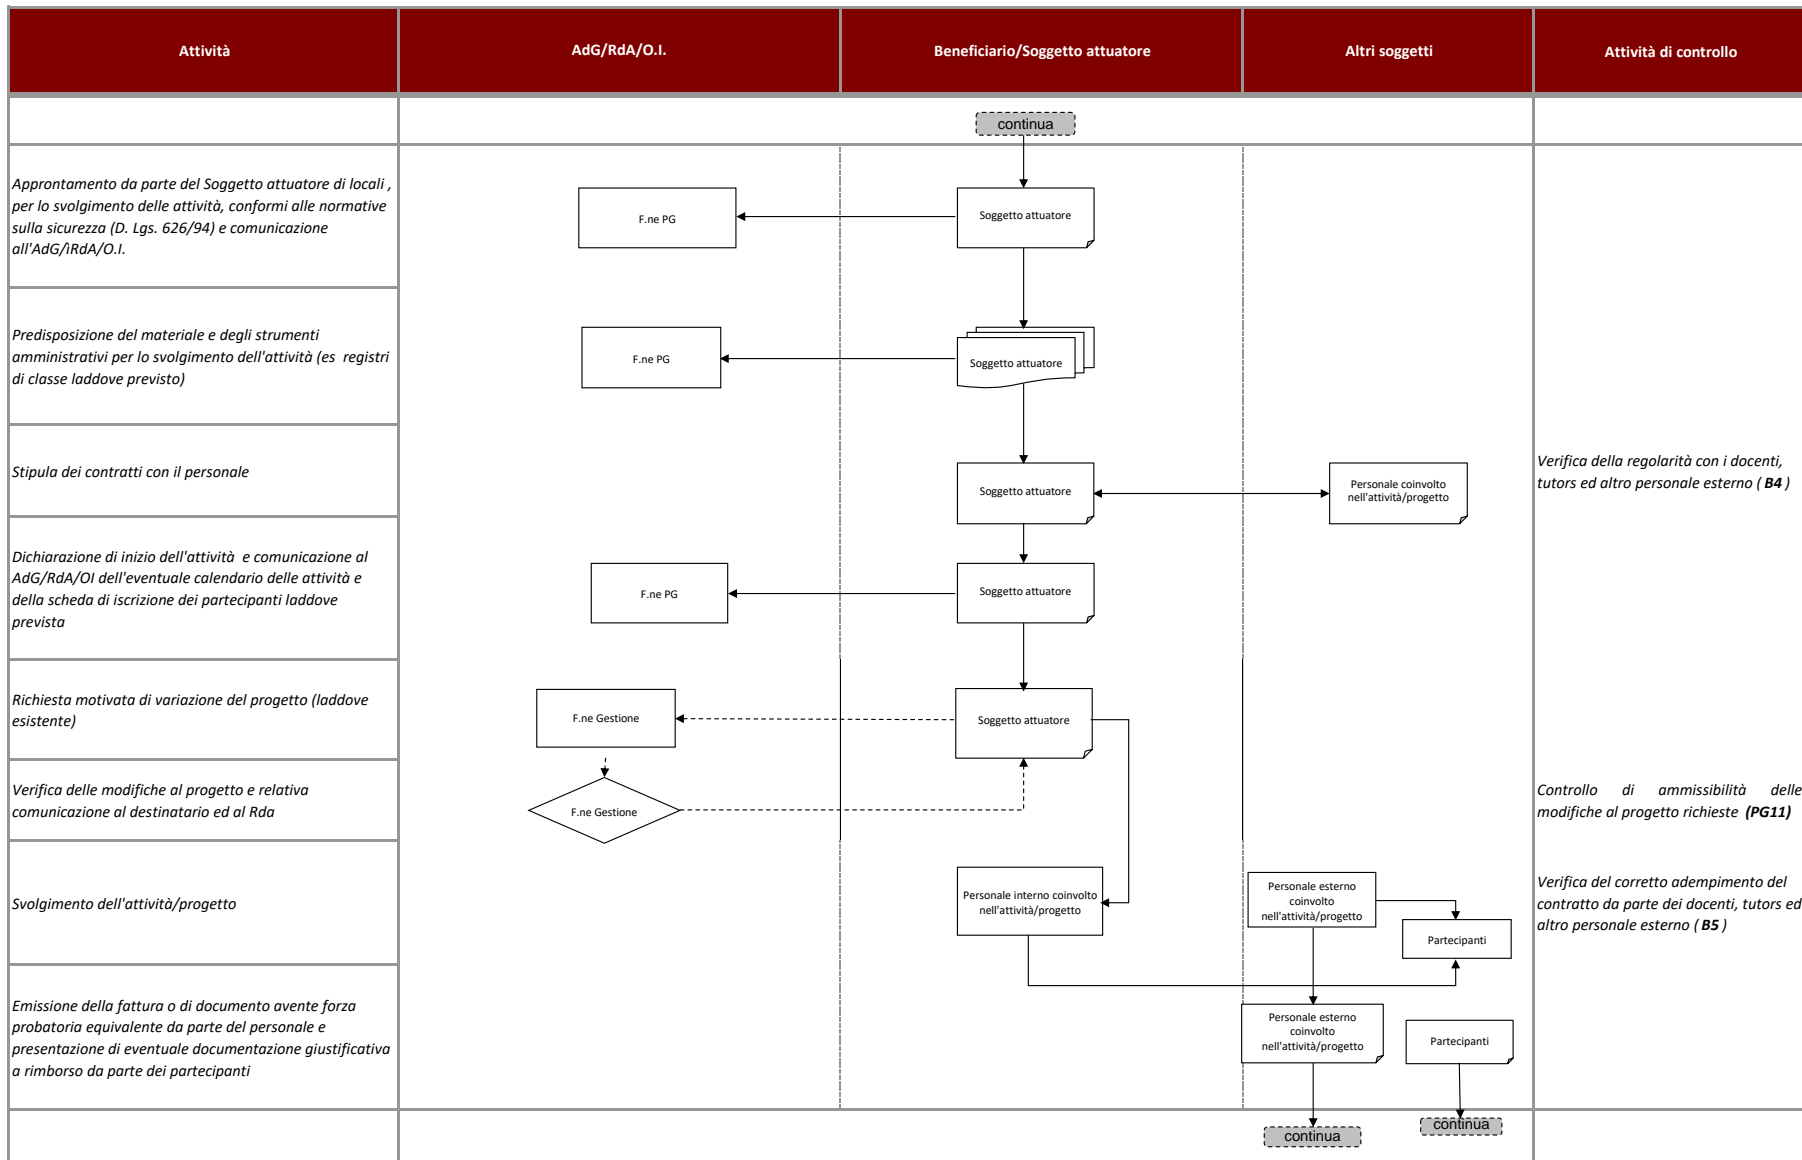 Attività
AdG/RdA/O.I.
Beneficiario/Soggetto attuatore
Altri soggetti
Attività di controllo
continua
Approntamento da parte del Soggetto attuatore di locali ,
per lo svolgimento delle attività, conformi alle normative
sulla sicurezza (D. Lgs. 626/94) e comunicazione
all'AdG/ìRdA/O.I.
F.ne PG
Soggetto attuatore
Predisposizione del materiale e degli strumenti
amministrativi per lo svolgimento dell'attività (es  registri
di classe laddove previsto)
F.ne PG
Soggetto attuatore
Stipula dei contratti con il personale
Soggetto attuatore
Personale coinvolto
nell'attività/progetto
Verifica della regolarità con i docenti,
tutors ed altro personale esterno ( B4 )
Dichiarazione di inizio dell'attività  e comunicazione al
AdG/RdA/OI dell'eventuale calendario delle attività e
della scheda di iscrizione dei partecipanti laddove
prevista
F.ne PG
Soggetto attuatore
Richiesta motivata di variazione del progetto (laddove
esistente)
F.ne Gestione
Soggetto attuatore
Verifica delle modifiche al progetto e relativa
comunicazione al destinatario ed al Rda
F.ne Gestione
Controllo di ammissibilità delle
modifiche al progetto richieste (PG11)
Svolgimento dell'attività/progetto
Personale interno coinvolto
nell'attività/progetto
Personale esterno
coinvolto
nell'attività/progetto
Partecipanti
Verifica del corretto adempimento del
contratto da parte dei docenti, tutors ed
altro personale esterno ( B5 )
Emissione della fattura o di documento avente forza
probatoria equivalente da parte del personale e
presentazione di eventuale documentazione giustificativa
a rimborso da parte dei partecipanti
Personale esterno
coinvolto
nell'attività/progetto
Partecipanti
continua
continua